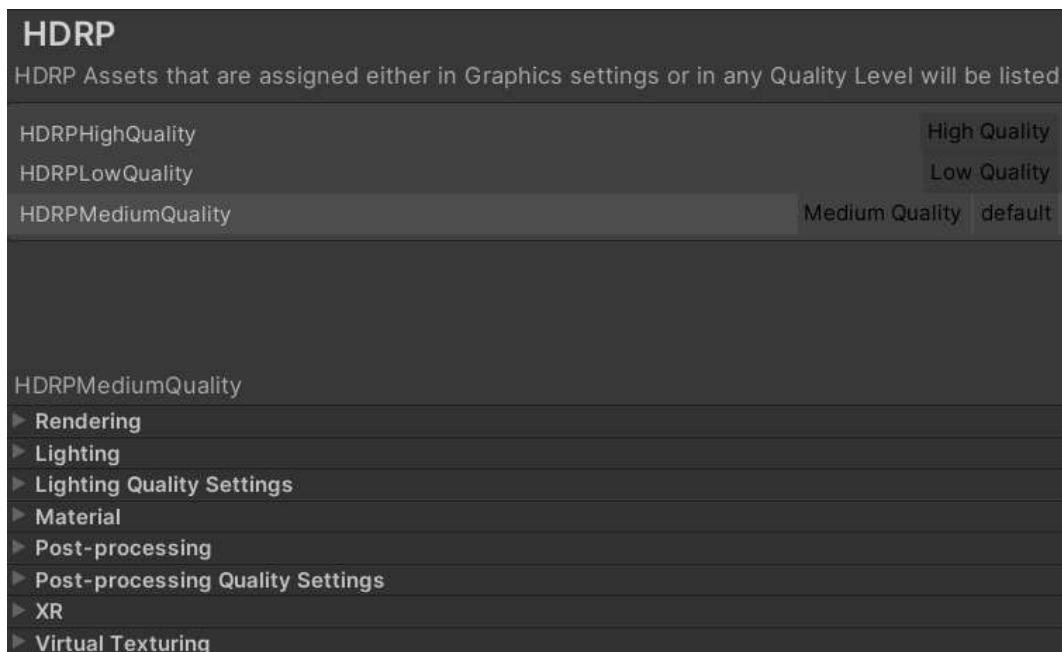 HDRP
HDRP Assets that are assigned either in Graphics settings or in any Quality Level will be listed
HDRPHighQuality High Quality
HDRPLowQuality Low Quality
HDRPMediumQuality Medium Quality default
HDRPMediumQuality
Rendering
Lighting
Lighting Quality Settings
Material
Post-processing
Post-processing Quality Settings
XR
Virtual Texturing